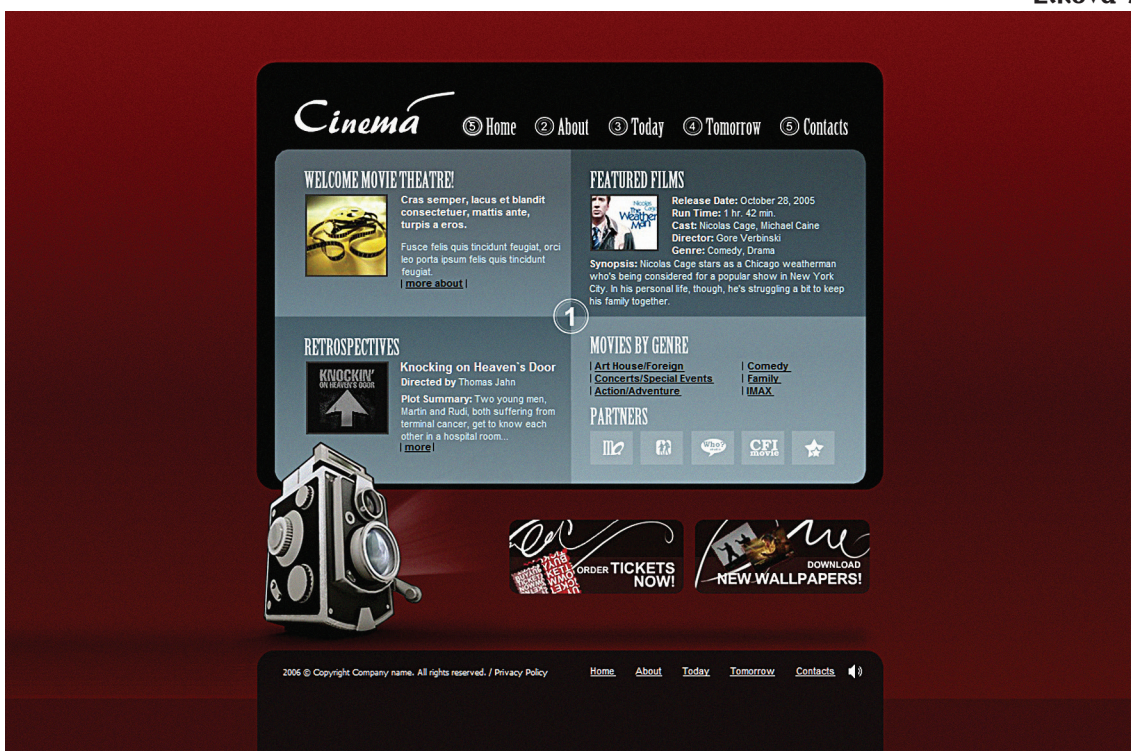 Cinema
5 Home 2 About 3 Today 4 Tomorrow 5 Contacts
WELCOME MOVIE THEATRE!
Cras semper, lacus et blandit
consectetuer, mattis ante,
turpis a eros.
Fusce felis quis tincidunt feugiat, orci
leo porta ipsum felis quis tincidunt
feugiat.
| more about |
FEATURED FILMS
Nicolas Cage
The Weather Man
Release Date: October 28, 2005
Run Time: 1 hr. 42 min.
Cast: Nicolas Cage, Michael Caine
Director: Gore Verbinski
Genre: Comedy, Drama
Synopsis: Nicolas Cage stars as a Chicago weatherman
who's being considered for a popular show in New York
City. In his personal life, though, he's struggling a bit to keep
his family together.
1
RETROSPECTIVES
KNOCKIN'
ON HEAVEN'S DOOR
Knocking on Heaven`s Door
Directed by Thomas Jahn
Plot Summary: Two young men,
Martin and Rudi, both suffering from
terminal cancer, get to know each
other in a hospital room...
| more |
MOVIES BY GENRE
| Art House/Foreign
| Concerts/Special Events
| Action/Adventure
| Comedy
| Family
| IMAX
PARTNERS
Who?
CFI
movie
ORDER TICKETS
NOW!
DOWNLOAD
NEW WALLPAPERS!
2006 © Copyright Company name. All rights reserved. / Privacy Policy
Home About Today Tomorrow Contacts